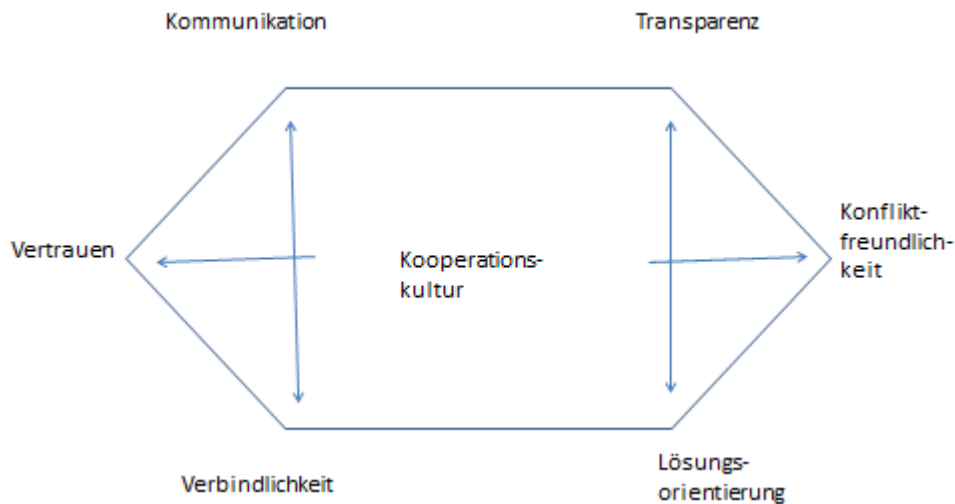 Kommunikation
Transparenz
Vertrauen
Kooperations-
kultur
Konflikt-
freundlich-
keit
Verbindlichkeit
Lösungs-
orientierung